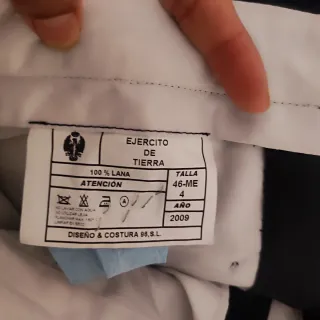 EJERCITO
DE
TIERRA
100 % LANA
TALLA
ATENCIÓN
46-ME
4
AÑO
2009
DISEÑO & COSTURA 95,S.L.